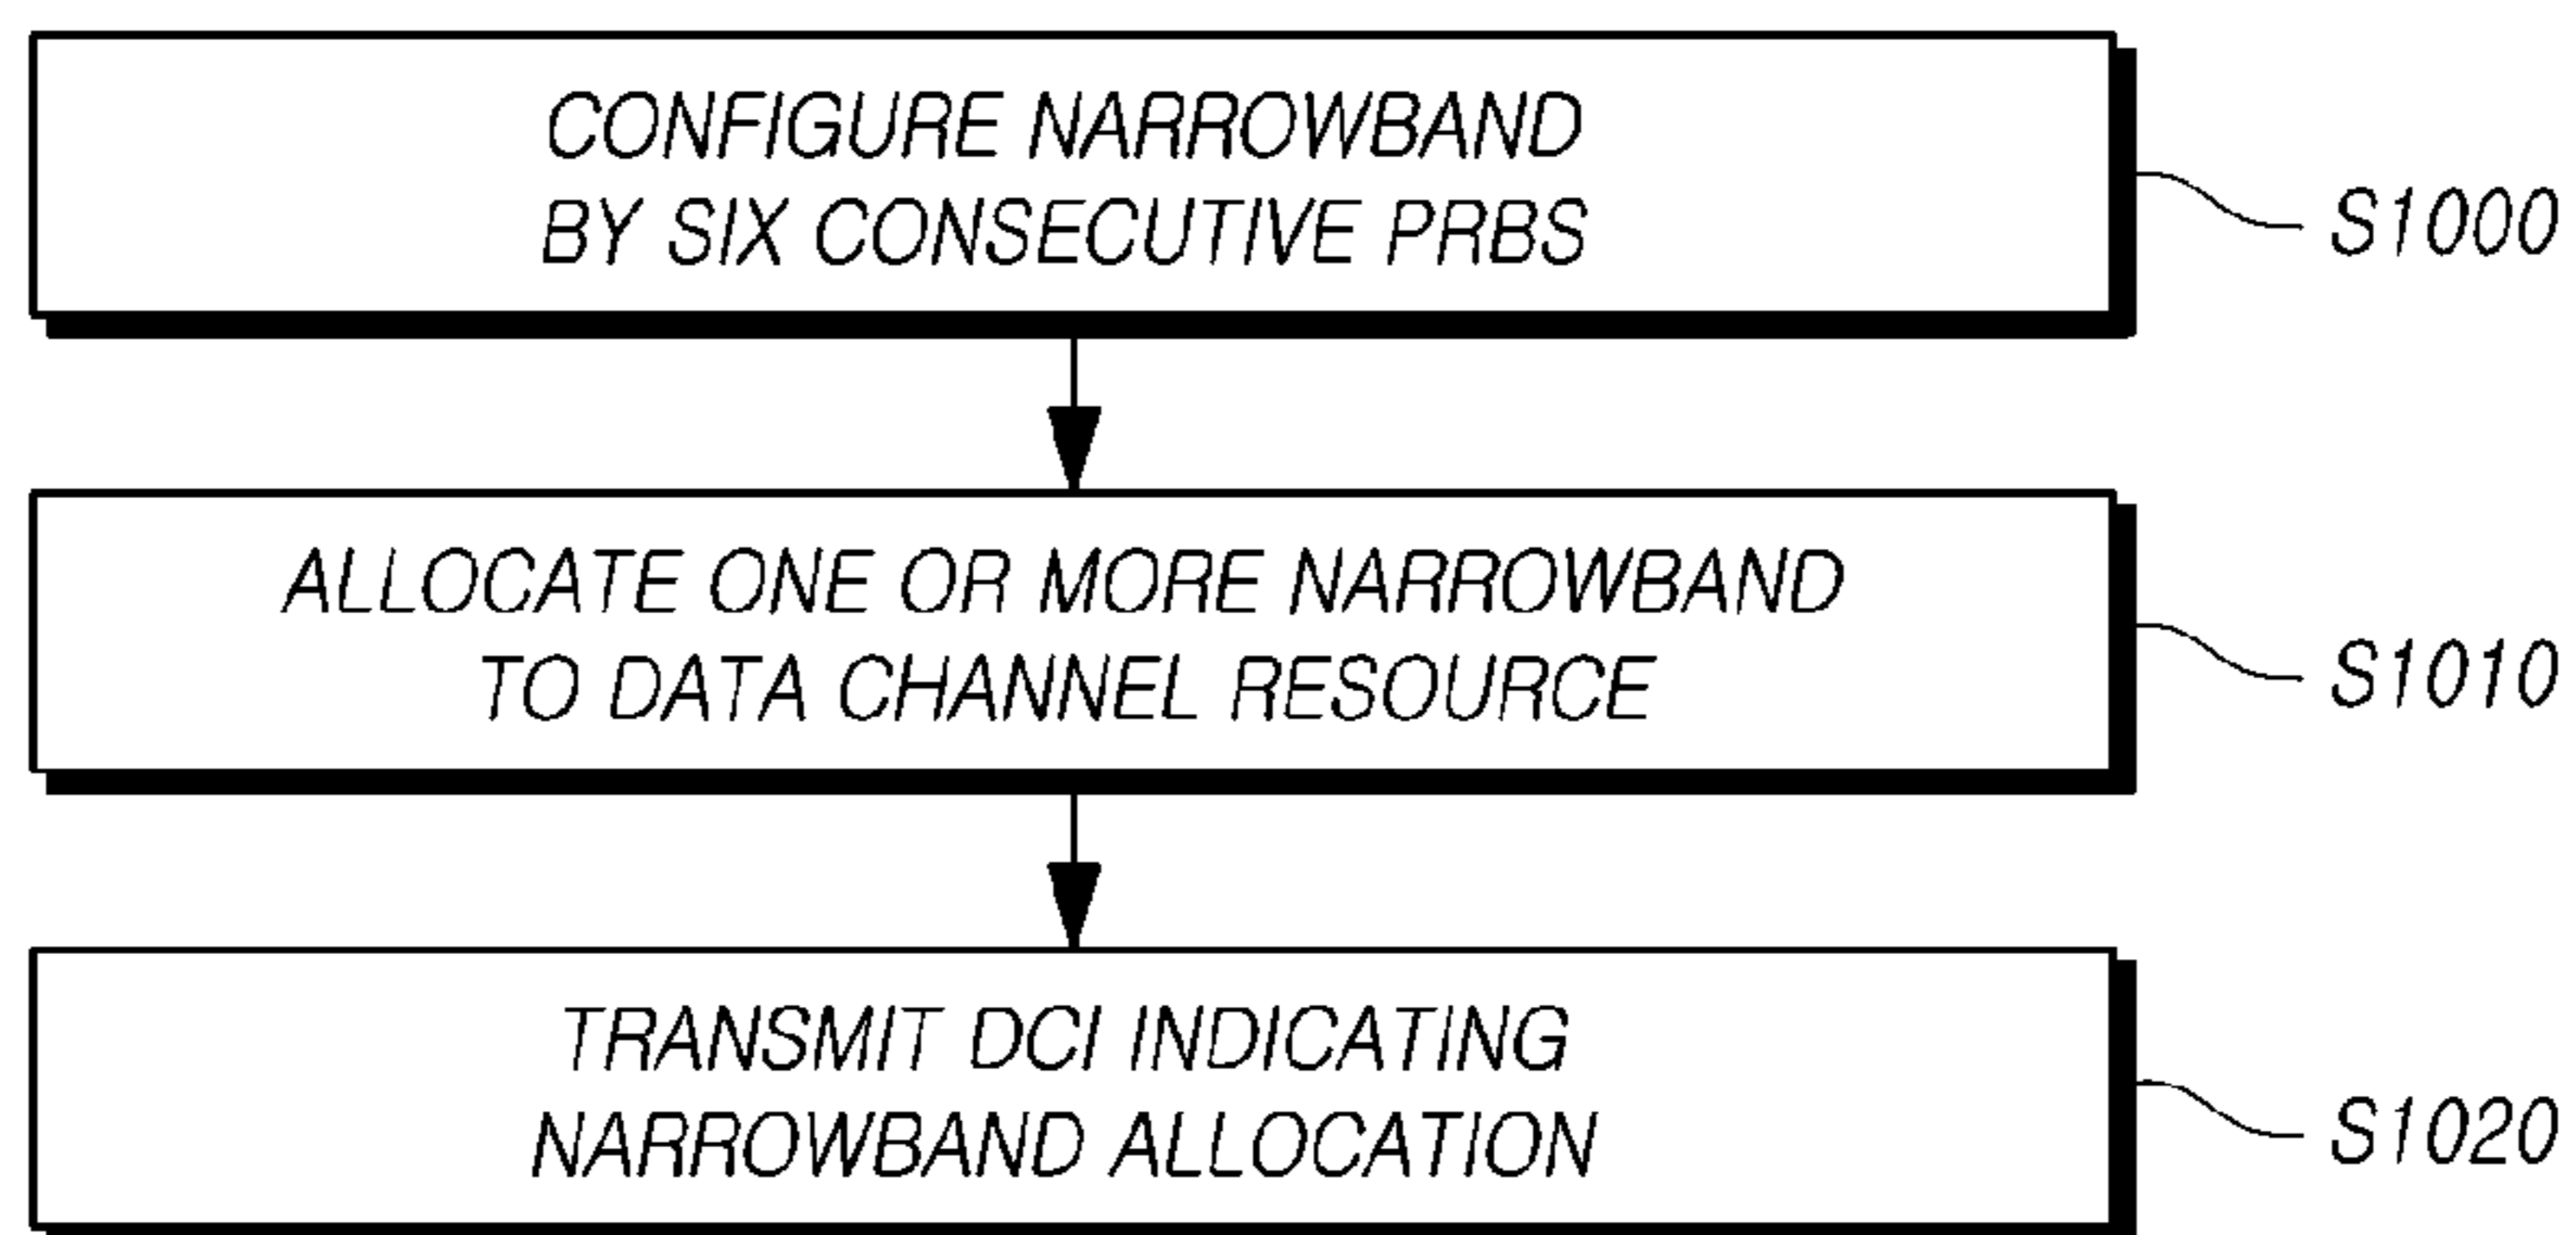 CONFIGURE NARROWBAND
BY SIX CONSECUTIVE PRBS
S1000
ALLOCATE ONE OR MORE NARROWBAND
TO DATA CHANNEL RESOURCE
S1010
TRANSMIT DCI INDICATING
NARROWBAND ALLOCATION
S1020